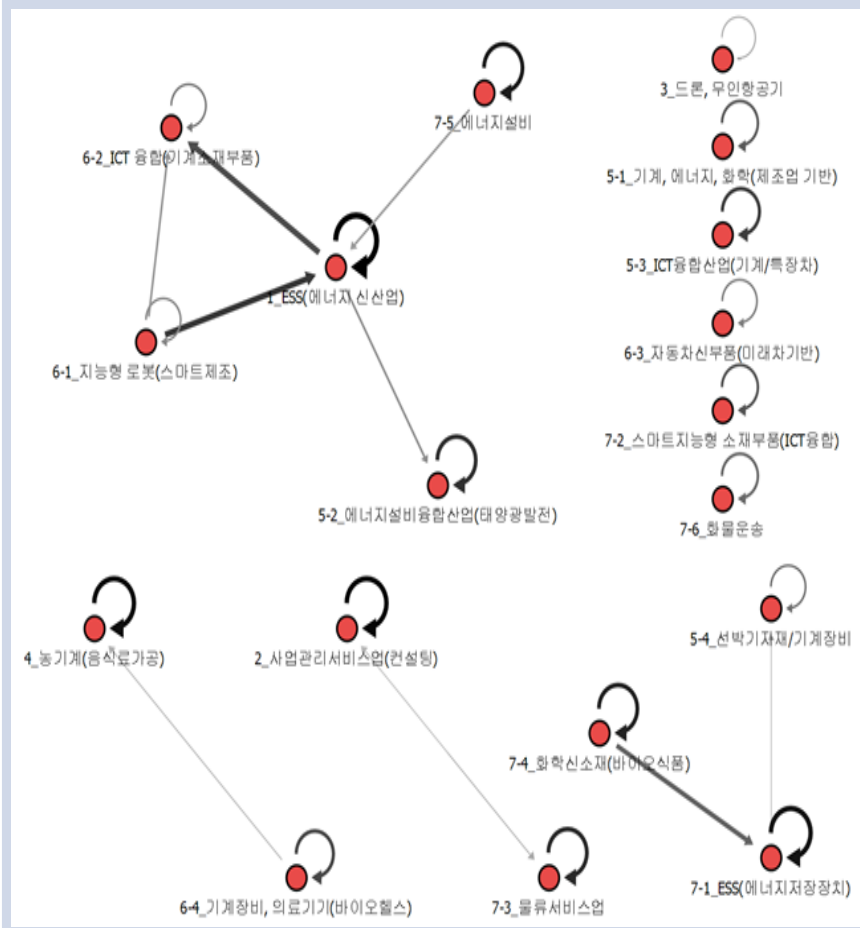 3_드론, 무인항공기
7-5_에너지설비
6-2_ICT 융합(기계소재부품)
5-1_기계, 에너지, 화학(제조업 기반)
5-3_ICT융합산업(기계/특장차)
1_ESS(에너지 신산업)
6-3_자동차신부품(미래차기반)
6-1_지능형 로봇(스마트제조)
7-2_스마트지능형 소재부품(ICT융합)
5-2_에너지설비융합산업(태양광발전)
7-6_화물운송
5-4_선박기자재/기계장비
4_농기계(음식료가공)
2_사업관리서비스업(컨설팅)
7-4_화학신소재(바이오식품)
7-1_ESS(에너지저장장치)
6-4_기계장비, 의료기기(바이오헬스)
7-3_물류서비스업